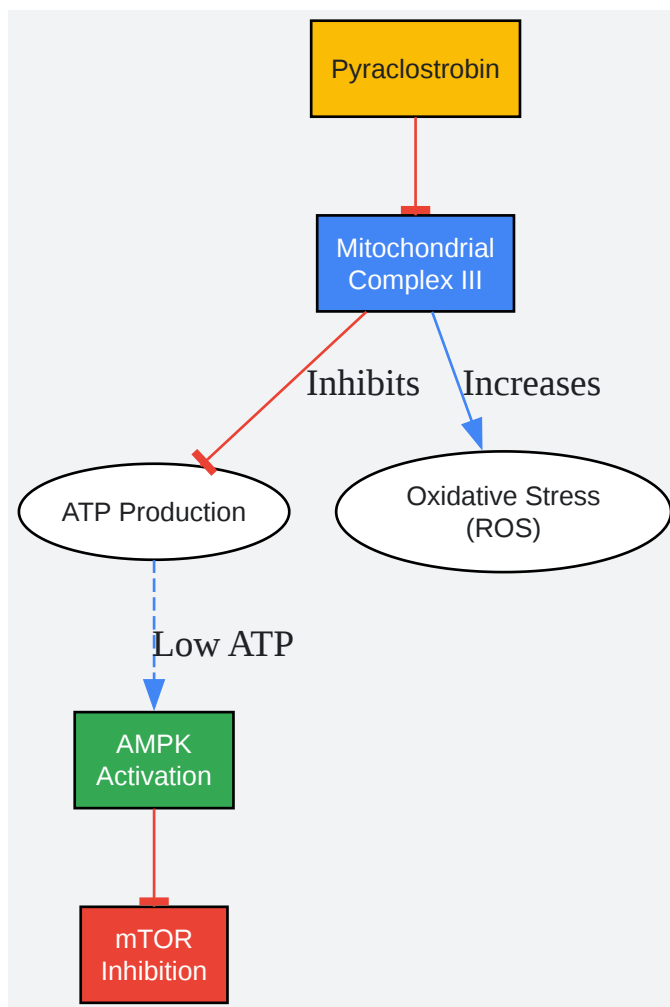 Pyraclostrobin
Mitochondrial
Complex III
Inhibits
Increases
ATP Production
Oxidative Stress
(ROS)
Low ATP
AMPK
Activation
mTOR
Inhibition